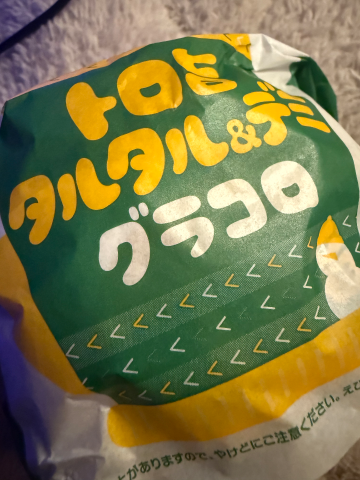 トロ旨
タルタル&デミ
グラコロ
がありますので、やけどにご注意ください。